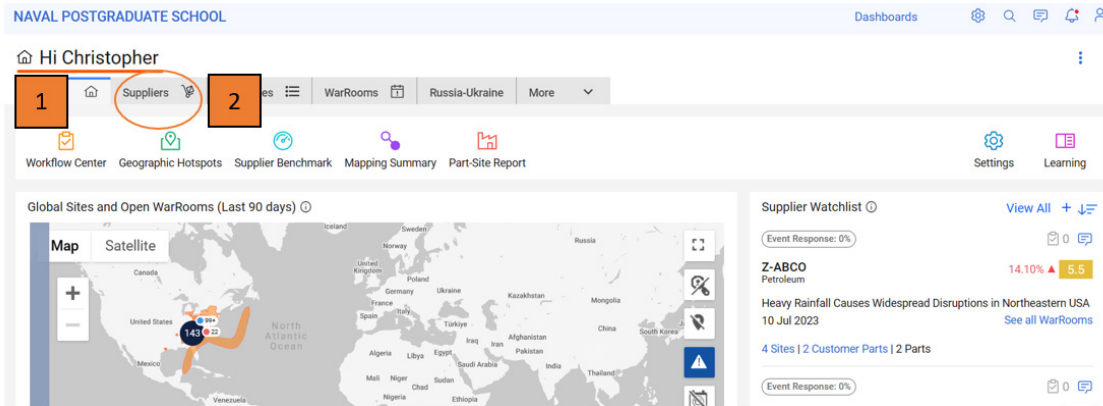 NAVAL POSTGRADUATE SCHOOL
Dashboards
Hi Christopher
1
Suppliers
2
es
WarRooms
Russia-Ukraine
More
Workflow Center
Geographic Hotspots
Supplier Benchmark
Mapping Summary
Part-Site Report
Settings
Learning
Global Sites and Open WarRooms (Last 90 days)
Map
Satellite
+
−
Iceland
Sweden
Norway
Russia
United Kingdom
Poland
Germany
Ukraine
France
Kazakhstan
Mongolia
Canada
Spain
Italy
Türkiye
China
South Korea
United States
99+
143
22
North
Atlantic
Ocean
Iraq
Iran
Afghanistan
Pakistan
Algeria
Libya
Egypt
Saudi Arabia
India
Thailand
Mexico
Mali
Niger
Chad
Sudan
Nigeria
Ethiopia
Venezuela
Supplier Watchlist
View All +
Event Response: 0%
0
Z-ABCO
Petroleum
14.10% ▲ 5.5
Heavy Rainfall Causes Widespread Disruptions in Northeastern USA
10 Jul 2023
See all WarRooms
4 Sites | 2 Customer Parts | 2 Parts
Event Response: 0%
0